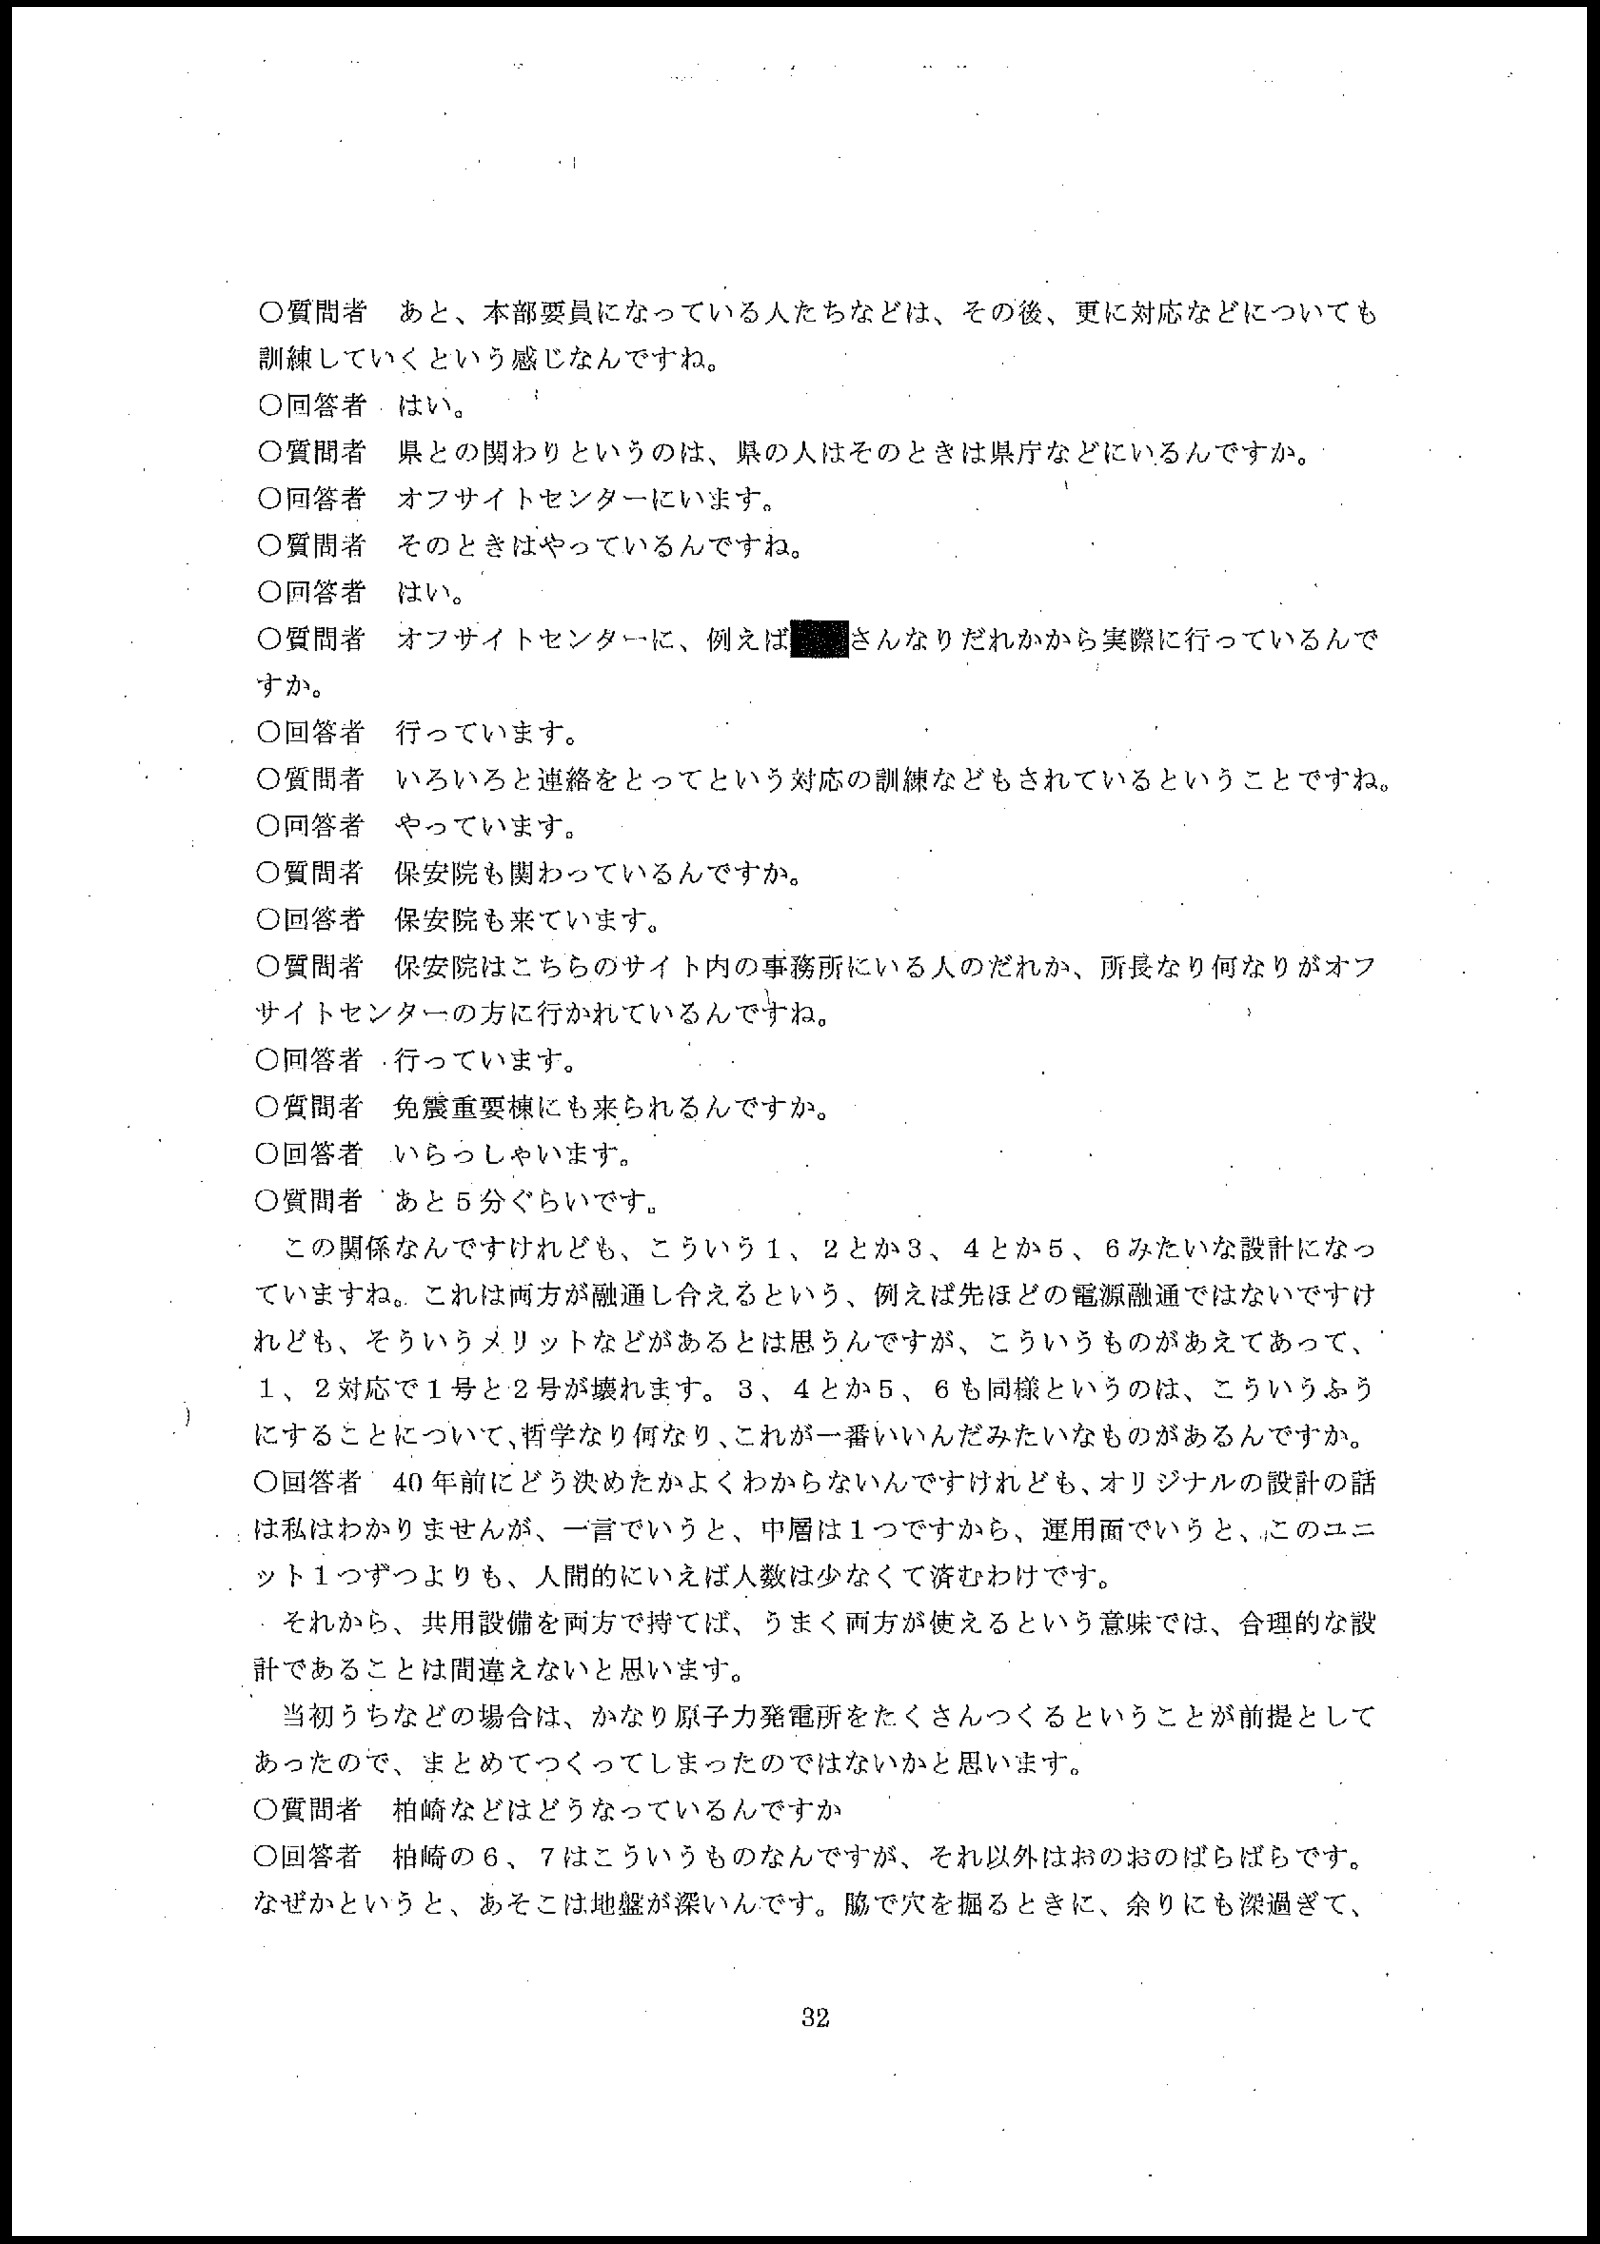 ○質問者　あと、本部要員になっている人たちなどは、その後、更に対応などについても
訓練していくという感じなんですね。
○回答者　はい。
○質問者　県との関わりというのは、県の人はそのときは県庁などにいるんですか。
○回答者　オフサイトセンターにいます。
○質問者　そのときはやっているんですね。
○回答者　はい。
○質問者　オフサイトセンターに、例えばさんなりだれかから実際に行っているんで
すか。
○回答者　行っています。
○質問者　いろいろと連絡をとってという対応の訓練などもされているということですね。
○回答者　やっています。
○質問者　保安院も関わっているんですか。
○回答者　保安院も来ています。
○質問者　保安院はこちらのサイト内の事務所にいる人のだれか、所長なり何なりがオフ
サイトセンターの方に行かれているんですね。
○回答者　行っています。
○質問者　免震重要棟にも来られるんですか。
○回答者　いらっしゃいます。
○質問者　あと５分ぐらいです。
　この関係なんですけれども、こういう１、２とか３、４とか５、６みたいな設計になっ
ていますね。これは両方が融通し合えるという、例えば先ほどの電源融通ではないですけ
れども、そういうメリットなどがあるとは思うんですが、こういうものがあえてあって、
１、２対応で１号と２号が壊れます。３、４とか５、６も同様というのは、こういうふう
にすることについて、哲学なり何なり、これが一番いいんだみたいなものがあるんですか。
○回答者　40 年前にどう決めたかよくわからないんですけれども、オリジナルの設計の話
は私はわかりませんが、一言でいうと、中層は１つですから、運用面でいうと、このユニ
ット１つずつよりも、人間的にいえば人数は少なくて済むわけです。
　それから、共用設備を両方で持てば、うまく両方が使えるという意味では、合理的な設
計であることは間違えないと思います。
　当初うちなどの場合は、かなり原子力発電所をたくさんつくるということが前提として
あったので、まとめてつくってしまったのではないかと思います。
○質問者　柏崎などはどうなっているんですか
○回答者　柏崎の６、７はこういうものなんですが、それ以外はおのおのばらばらです。
なぜかというと、あそこは地盤が深いんです。脇で穴を掘るときに、余りにも深過ぎて、
32